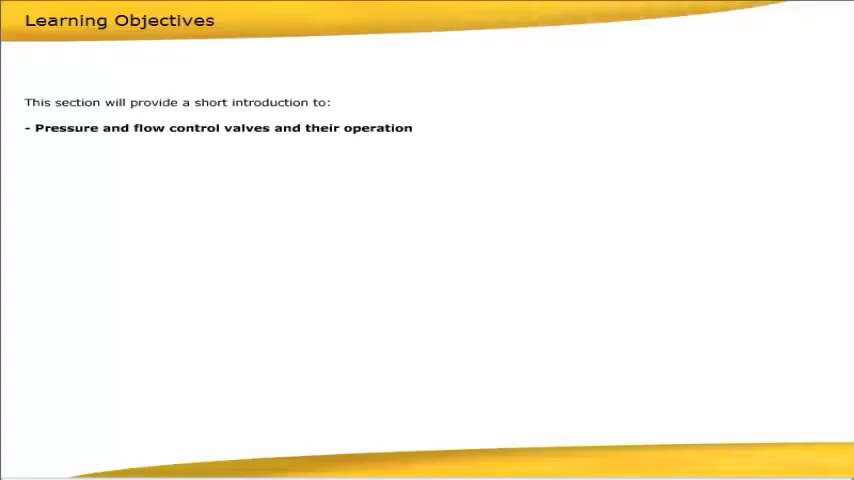 Learning Objectives
This section will provide a short introduction to:
- Pressure and flow control valves and their operation